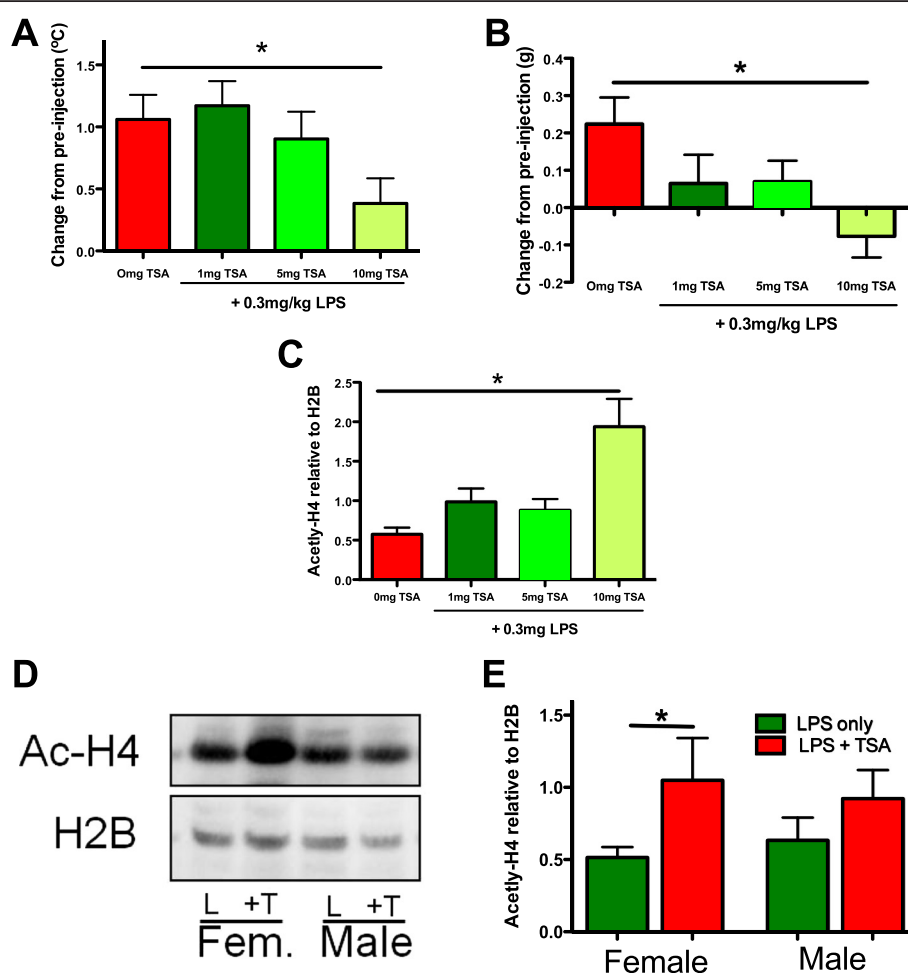 A
Change from pre-injection (ºC)
1.5
1.0
0.5
0.0
*
Omg TSA 1mg TSA 5mg TSA 10mg TSA
+ 0.3mg/kg LPS
B
Change from pre-injection (g)
0.4
0.3
0.2
0.1
0.0
-0.1
-0.2
*
Omg TSA 1mg TSA 5mg TSA 10mg TSA
+ 0.3mg/kg LPS
C
Acetly-H4 relative to H2B
2.5
2.0
1.5
1.0
0.5
0.0
*
0mg TSA 1mg TSA 5mg TSA 10mg TSA
+ 0.3mg LPS
D
Ac-H4
H2B
L +T L +T
Fem. Male
E
Acetly-H4 relative to H2B
1.5
1.0
0.5
0.0
*
LPS only
LPS + TSA
Female Male